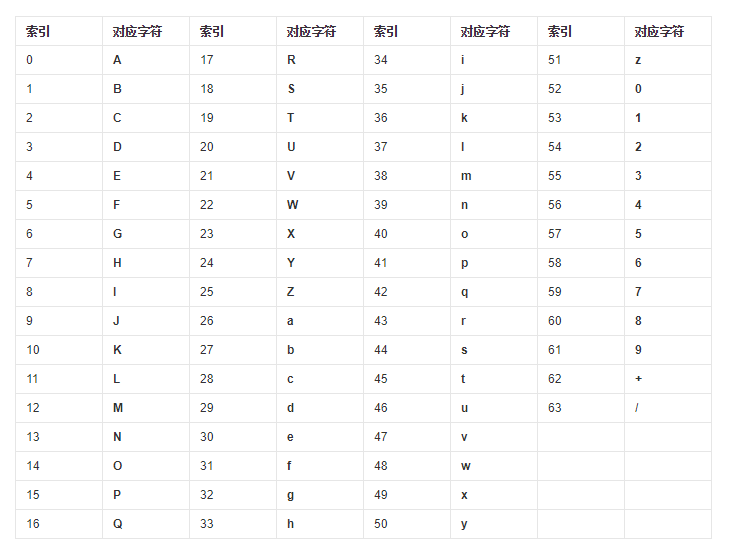 索引 对应字符 索引 对应字符 索引 对应字符 索引 对应字符
0 A 17 R 34 i 51 z
1 B 18 S 35 j 52 0
2 C 19 T 36 k 53 1
3 D 20 U 37 l 54 2
4 E 21 V 38 m 55 3
5 F 22 W 39 n 56 4
6 G 23 X 40 o 57 5
7 H 24 Y 41 p 58 6
8 I 25 Z 42 q 59 7
9 J 26 a 43 r 60 8
10 K 27 b 44 s 61 9
11 L 28 c 45 t 62 +
12 M 29 d 46 u 63 /
13 N 30 e 47 v
14 O 31 f 48 w
15 P 32 g 49 x
16 Q 33 h 50 y